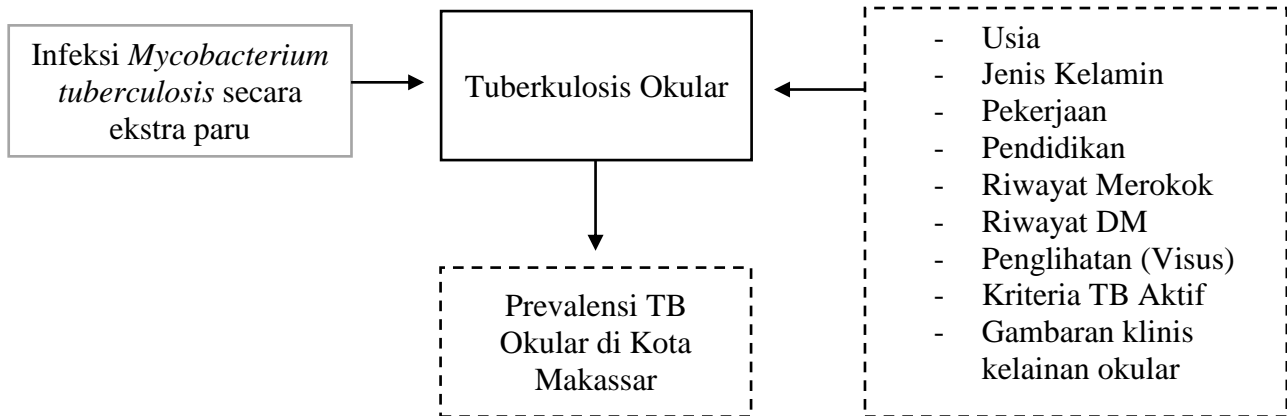 Infeksi Mycobacterium
tuberculosis secara
ekstra paru
Tuberkulosis Okular
Prevalensi TB
Okular di Kota
Makassar
- Usia
- Jenis Kelamin
- Pekerjaan
- Pendidikan
- Riwayat Merokok
- Riwayat DM
- Penglihatan (Visus)
- Kriteria TB Aktif
- Gambaran klinis
kelainan okular